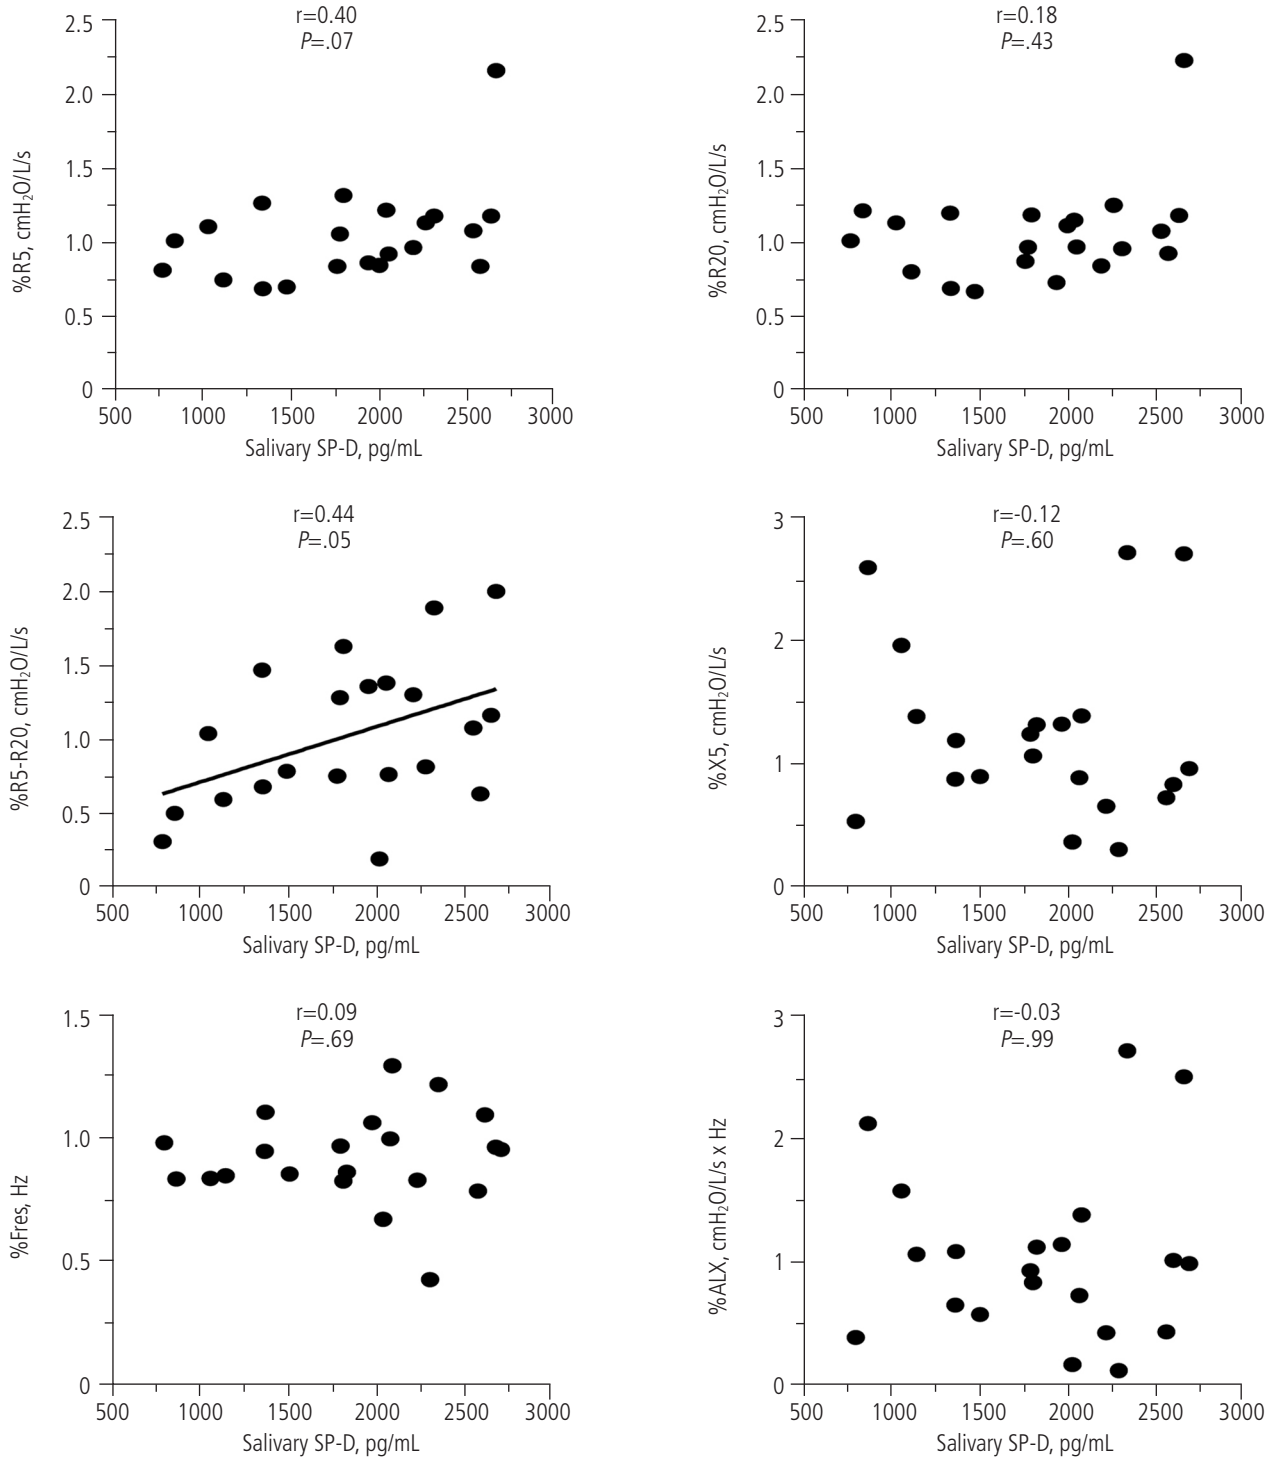 r=0.40
P=.07
2.5
2.0
1.5
1.0
0.5
0
%R5, cmH₂O/L/s
500 1000 1500 2000 2500 3000
Salivary SP-D, pg/mL
r=0.18
P=.43
2.5
2.0
1.5
1.0
0.5
0
%R20, cmH₂O/L/s
500 1000 1500 2000 2500 3000
Salivary SP-D, pg/mL
r=0.44
P=.05
2.5
2.0
1.5
1.0
0.5
0
%R5-R20, cmH₂O/L/s
500 1000 1500 2000 2500 3000
Salivary SP-D, pg/mL
r=-0.12
P=.60
3
2
1
0
%X5, cmH₂O/L/s
500 1000 1500 2000 2500 3000
Salivary SP-D, pg/mL
r=0.09
P=.69
1.5
1.0
0.5
0
%Fres, Hz
500 1000 1500 2000 2500 3000
Salivary SP-D, pg/mL
r=-0.03
P=.99
3
2
1
0
%ALX, cmH₂O/L/s x Hz
500 1000 1500 2000 2500 3000
Salivary SP-D, pg/mL